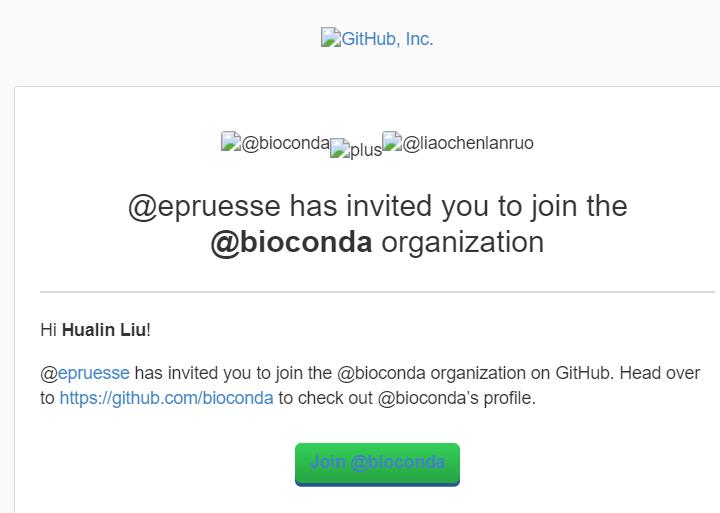 GitHub, Inc.
@bioconda plus @liaochenlanruo
@epruesse has invited you to join the
@bioconda organization
Hi Hualin Liu!
@epruesse has invited you to join the @bioconda organization on GitHub. Head over
to https://github.com/bioconda to check out @bioconda’s profile.
Join @bioconda